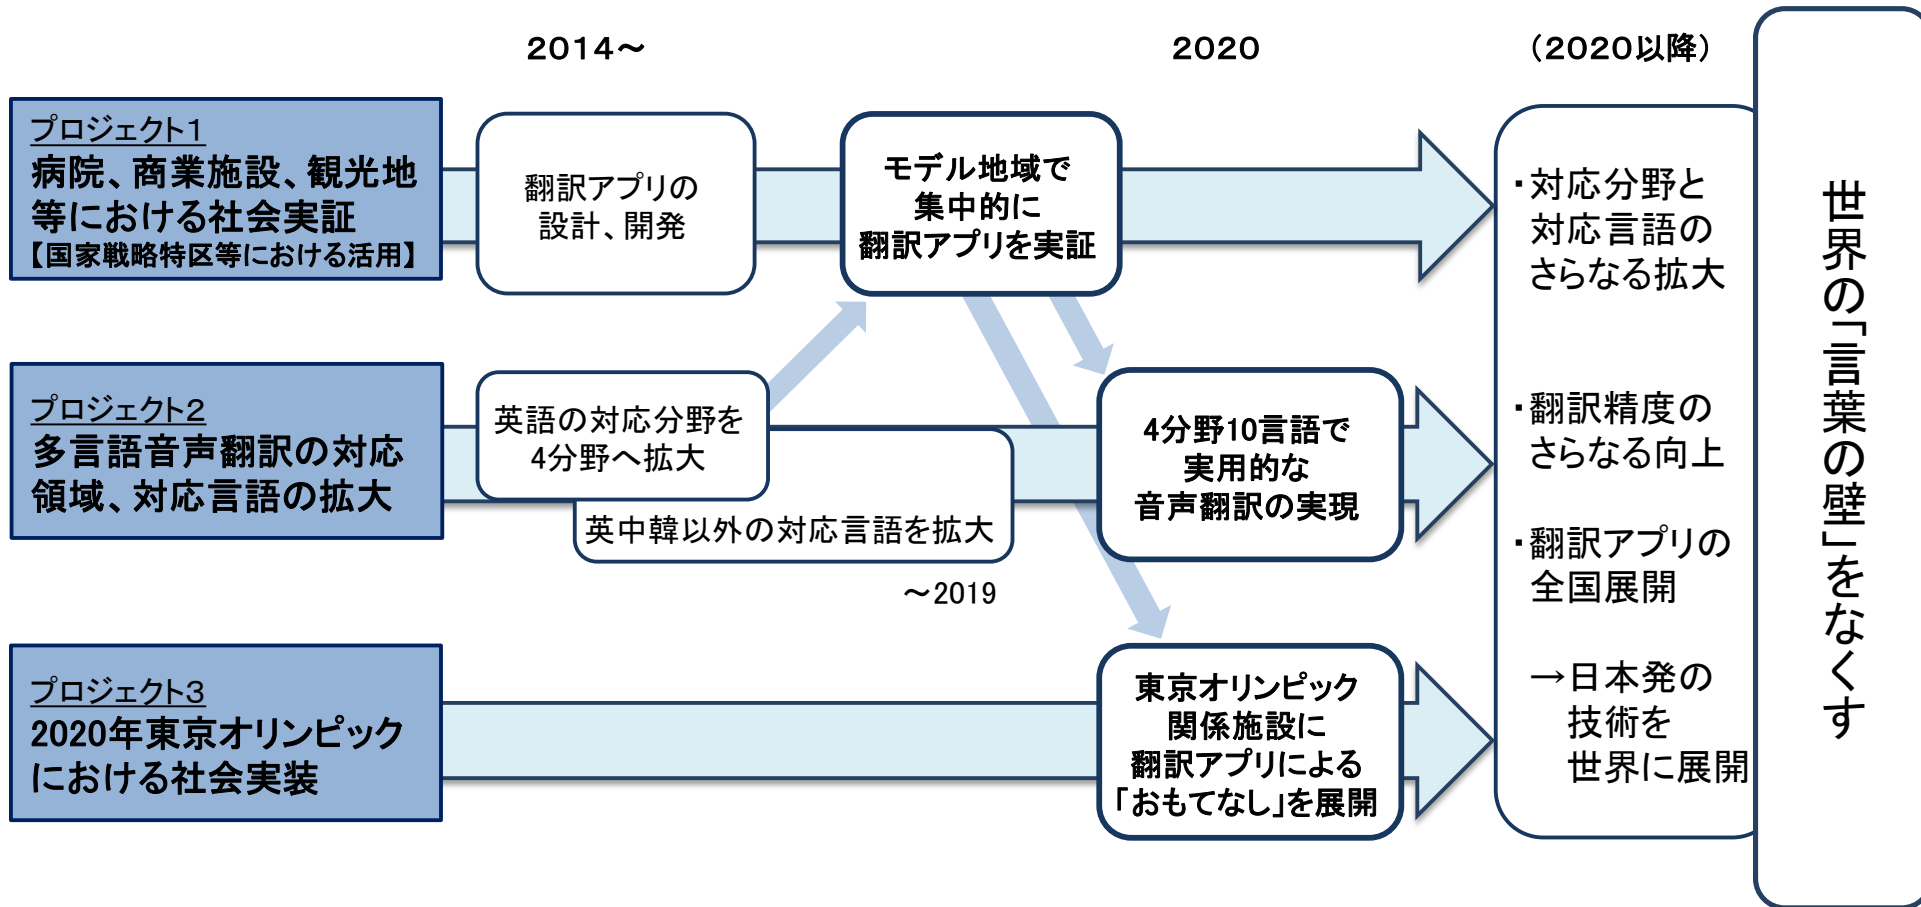 2014～
2020
（2020以降）
プロジェクト1
病院、商業施設、観光地
等における社会実証
【国家戦略特区等における活用】
翻訳アプリの
設計、開発
モデル地域で
集中的に
翻訳アプリを実証
プロジェクト2
多言語音声翻訳の対応
領域、対応言語の拡大
英語の対応分野を
4分野へ拡大
英中韓以外の対応言語を拡大
～2019
4分野10言語で
実用的な
音声翻訳の実現
プロジェクト3
2020年東京オリンピック
における社会実装
東京オリンピック
関係施設に
翻訳アプリによる
「おもてなし」を展開
・対応分野と
対応言語の
さらなる拡大
・翻訳精度の
さらなる向上
・翻訳アプリの
全国展開
→日本発の
技術を
世界に展開
世界の「言葉の壁」をなくす